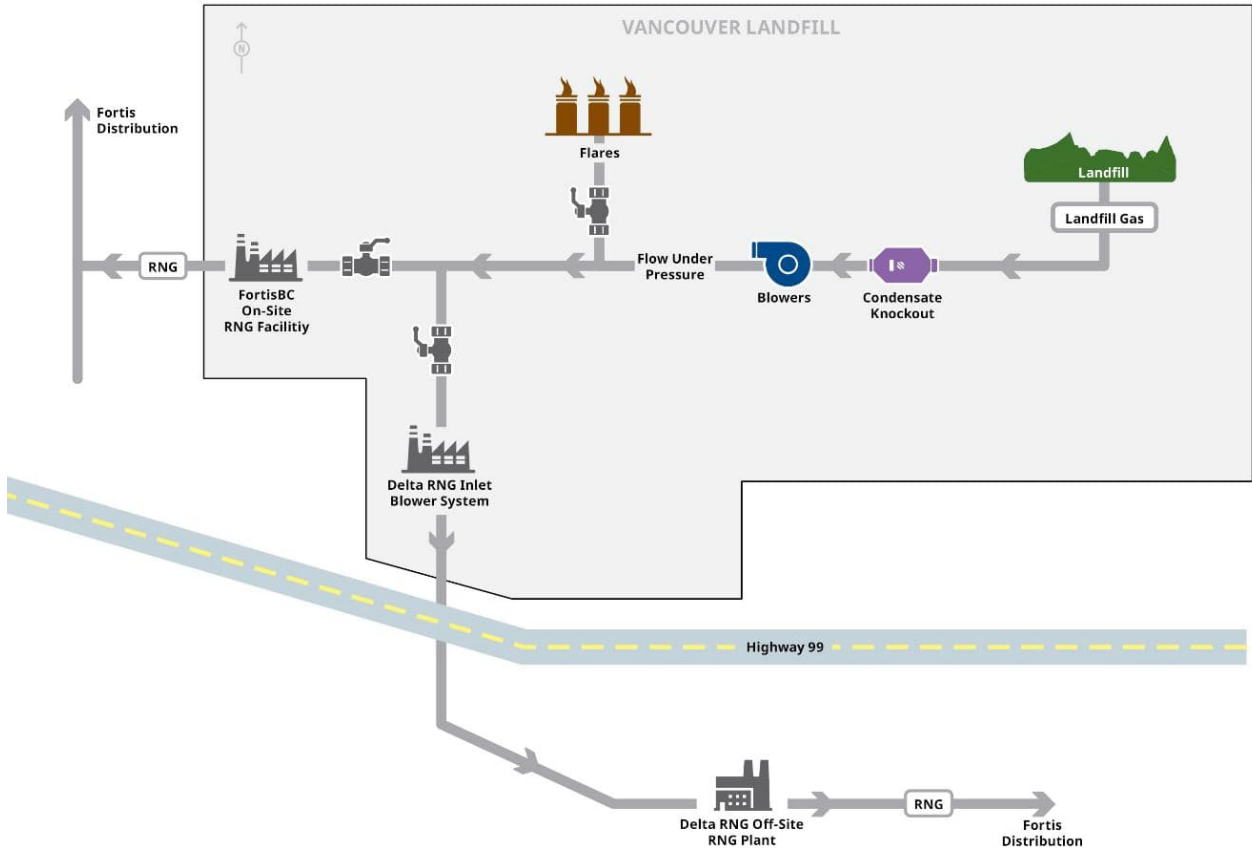 VANCOUVER LANDFILL
N
Fortis
Distribution
Flares
Landfill
Landfill Gas
RNG
Flow Under
Pressure
Blowers
Condensate
Knockout
FortisBC
On-Site
RNG Facilitiy
Delta RNG Inlet
Blower System
Highway 99
RNG
Delta RNG Off-Site
RNG Plant
Fortis
Distribution